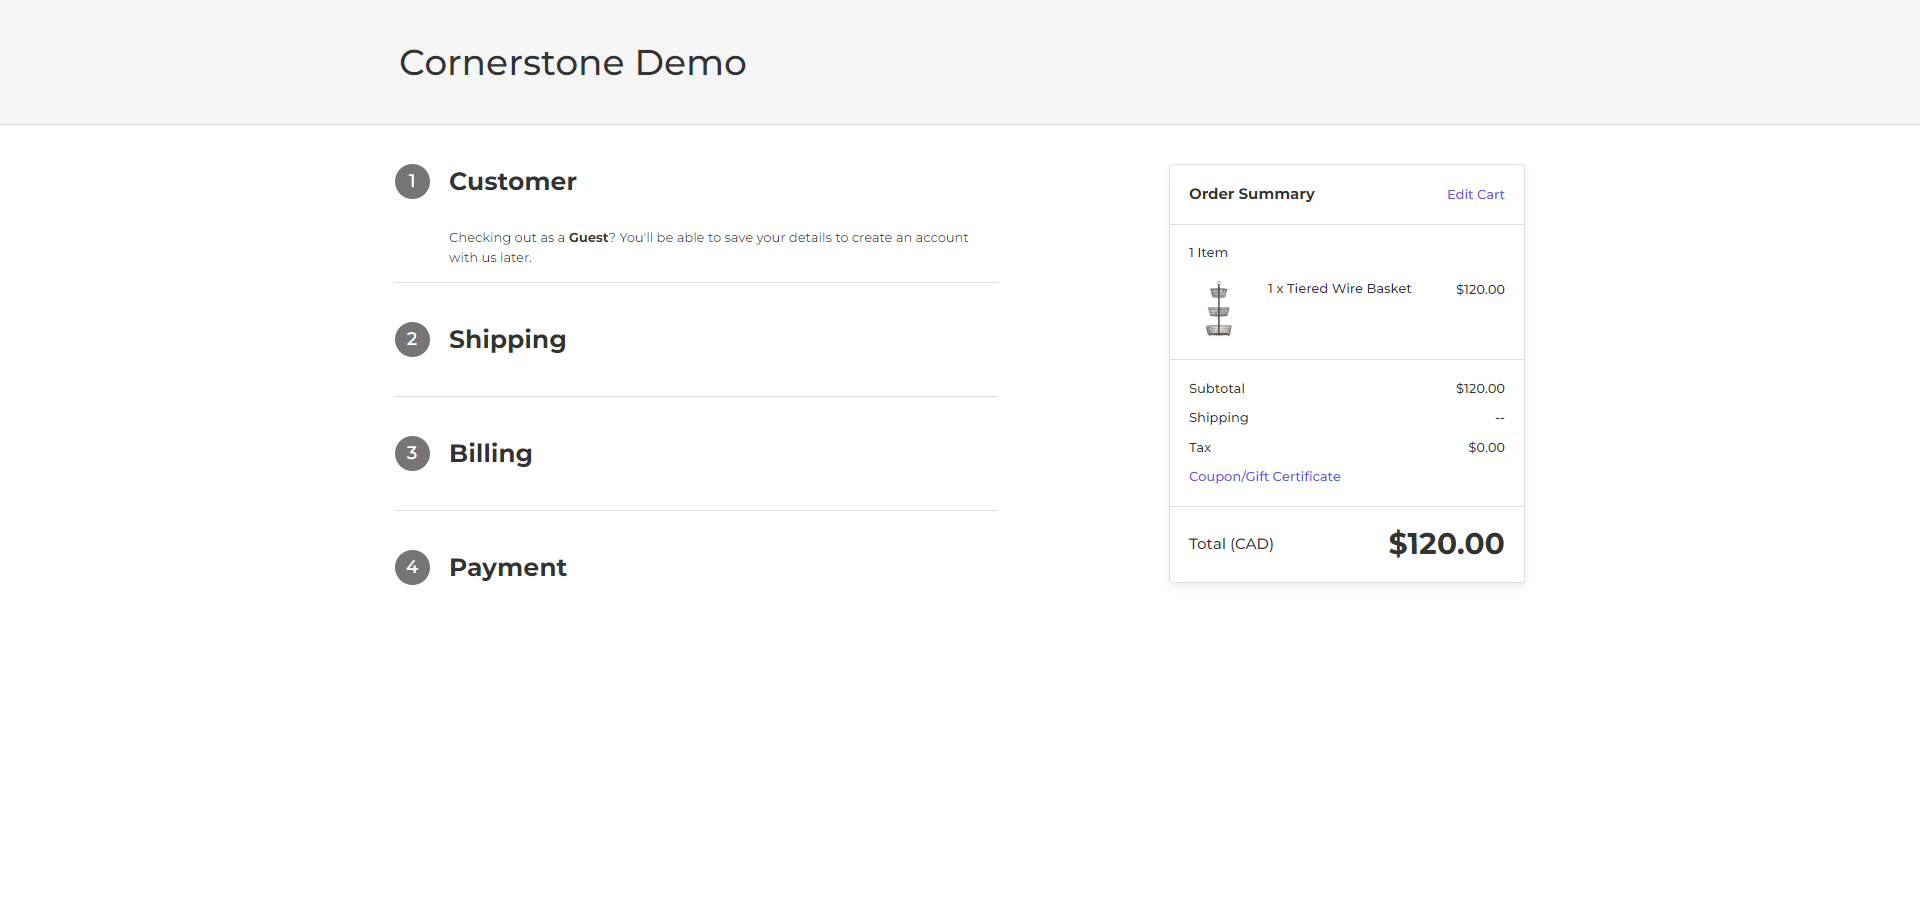 Cornerstone Demo
1 Customer
Checking out as a Guest? You'll be able to save your details to create an account
with us later.
2 Shipping
3 Billing
4 Payment
Order Summary Edit Cart
1 Item
1 x Tiered Wire Basket $120.00
Subtotal $120.00
Shipping --
Tax $0.00
Coupon/Gift Certificate
Total (CAD) $120.00